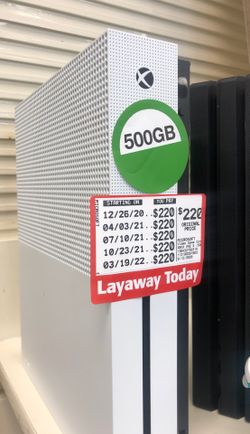 500GB
STARTING ON YOU PAY
12/26/20..$220
04/03/21..$220
07/10/21..$220
10/23/21..$220
03/19/22..$220
$220
ORIGINAL
PRICE
Layaway Today